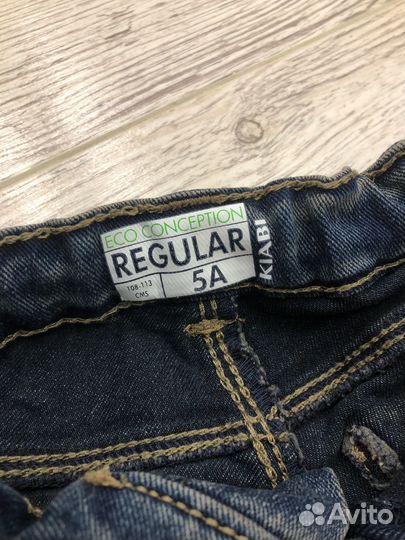 ECO CONCEPTION
REGULAR
108-113
CMS
5A
KIABI
Avito